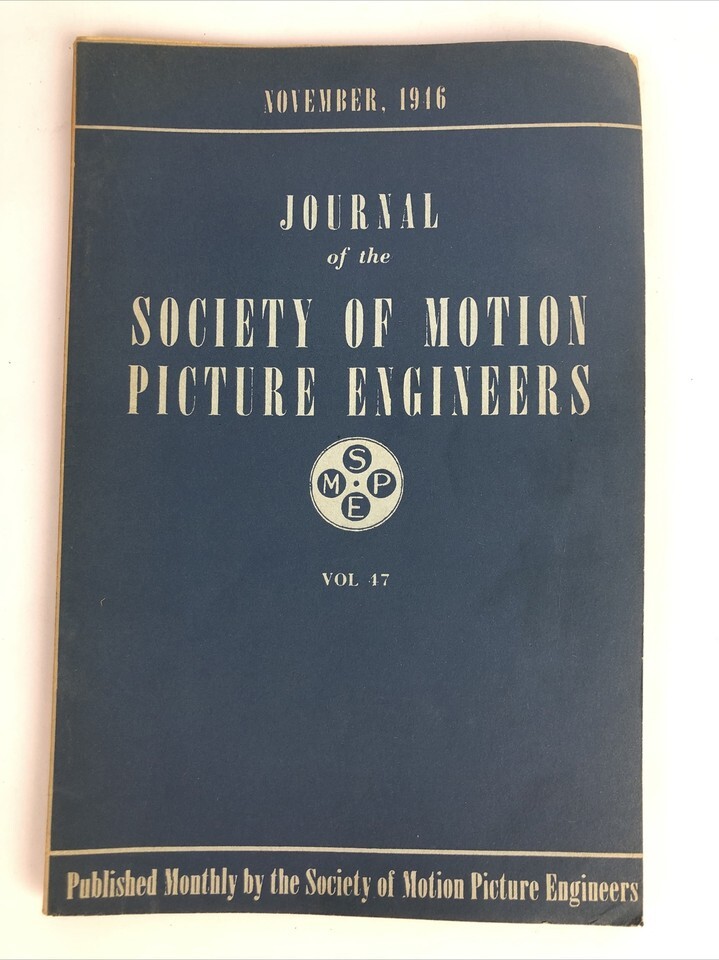 NOVEMBER, 1946
JOURNAL
of the
SOCIETY OF MOTION
PICTURE ENGINEERS
S
M P
E
VOL 47
Published Monthly by the Society of Motion Picture Engineers